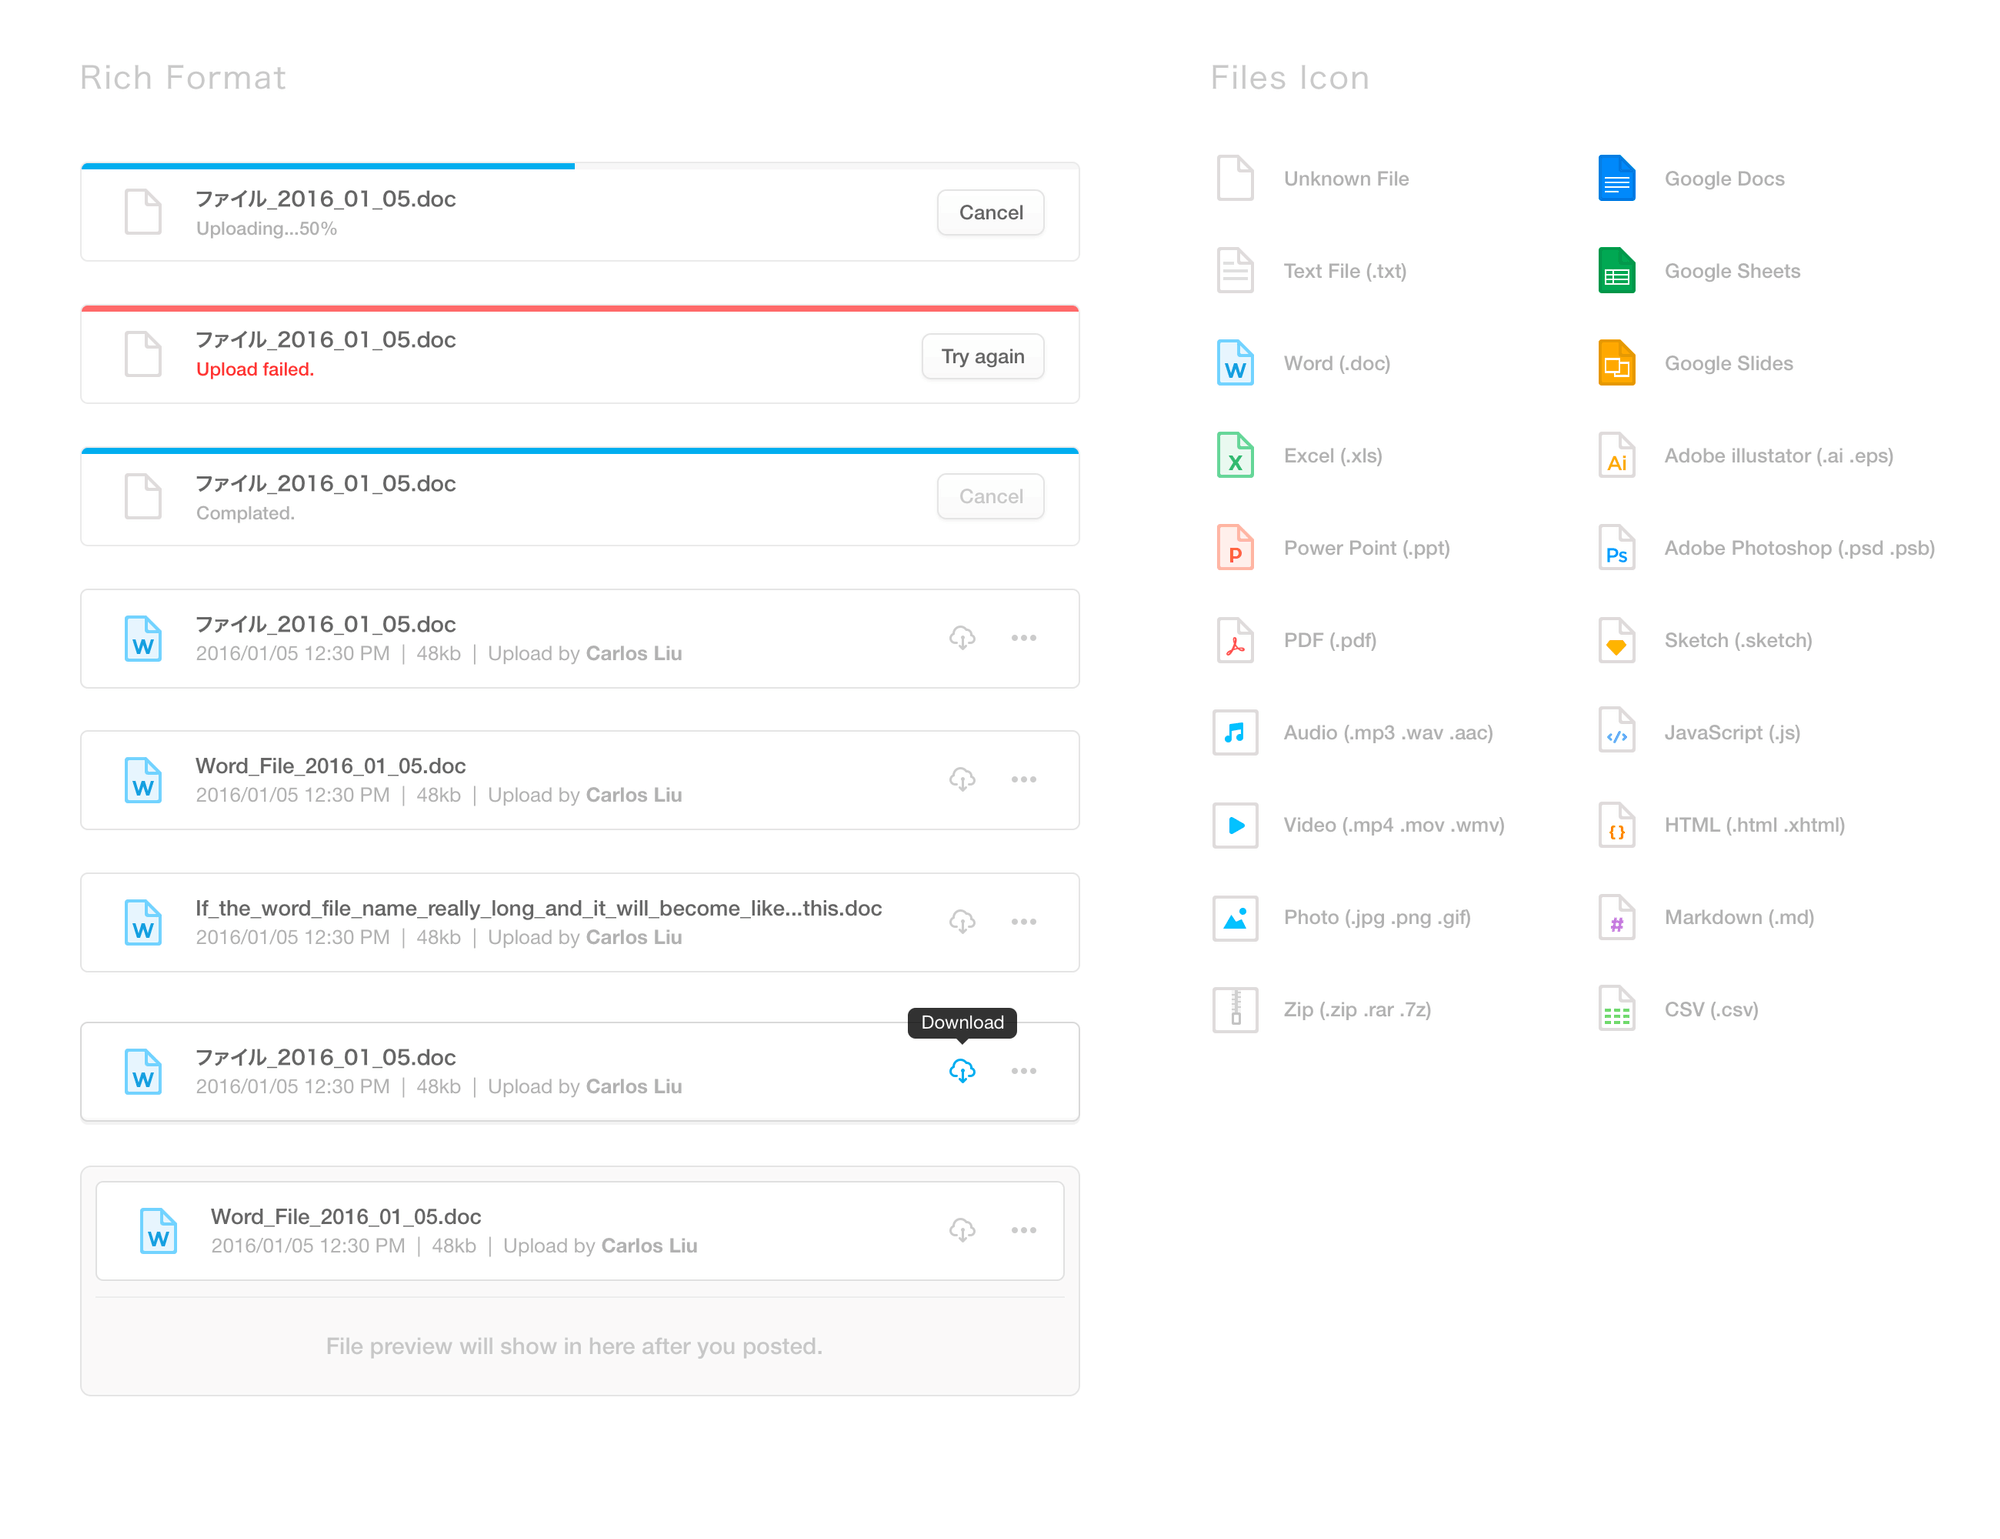 Rich Format
ファイル_2016_01_05.doc
Uploading...50%
Cancel
ファイル_2016_01_05.doc
Upload failed.
Try again
ファイル_2016_01_05.doc
Complated.
Cancel
W
ファイル_2016_01_05.doc
2016/01/05 12:30 PM | 48kb | Upload by Carlos Liu
W
Word_File_2016_01_05.doc
2016/01/05 12:30 PM | 48kb | Upload by Carlos Liu
W
If_the_word_file_name_really_long_and_it_will_become_like...this.doc
2016/01/05 12:30 PM | 48kb | Upload by Carlos Liu
Download
W
ファイル_2016_01_05.doc
2016/01/05 12:30 PM | 48kb | Upload by Carlos Liu
W
Word_File_2016_01_05.doc
2016/01/05 12:30 PM | 48kb | Upload by Carlos Liu
File preview will show in here after you posted.
Files Icon
Unknown File
Text File (.txt)
W Word (.doc)
X Excel (.xls)
P Power Point (.ppt)
PDF (.pdf)
Audio (.mp3 .wav .aac)
Video (.mp4 .mov .wmv)
Photo (.jpg .png .gif)
Zip (.zip .rar .7z)
Google Docs
Google Sheets
Google Slides
Ai Adobe illustator (.ai .eps)
Ps Adobe Photoshop (.psd .psb)
Sketch (.sketch)
</> JavaScript (.js)
{} HTML (.html .xhtml)
# Markdown (.md)
CSV (.csv)